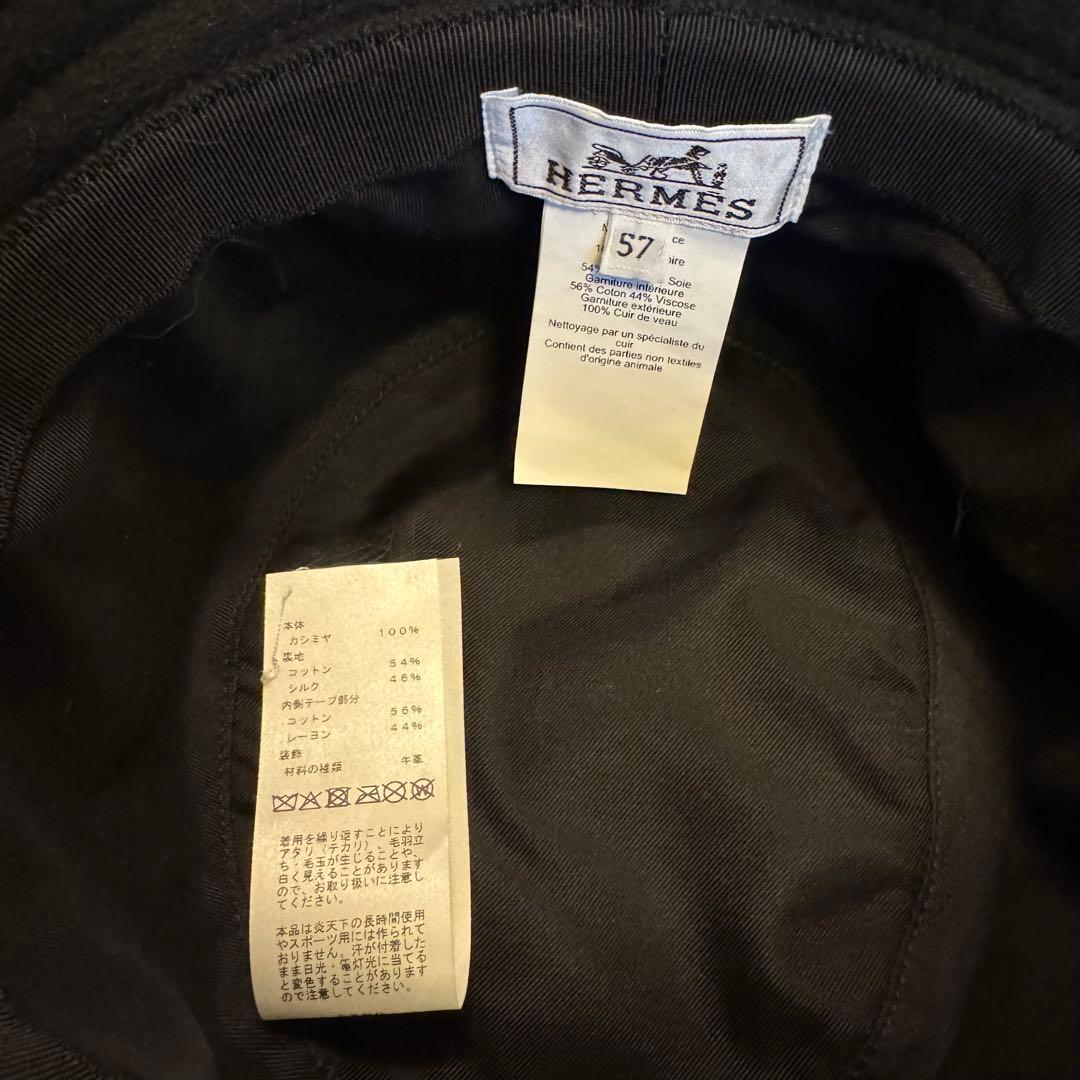 HERMES
57
ce
54% Soie
Garniture intérieure
56% Coton 44% Viscose
Garniture extérieure
100% Cuir de veau
Nettoyage par un spécialiste du
cuir
Contient des parties non textiles
d'origine animale
本体
カシミヤ 100%
裏地
コットン 54%
シルク 46%
内側テープ部分
コットン 56%
レーヨン 44%
装飾
材料の種類 牛革
着用を繰り返すことにより
アタリ（テカリ）、毛羽立
ち・毛玉が生じることや、
白く見えることがあります
ので、お取り扱いに注意し
てください。
本品は炎天下の長時間使用
やスポーツ用には作られて
おりません。汗が付着した
まま日光・電灯光に当てる
と変色することがあります
ので注意してください。